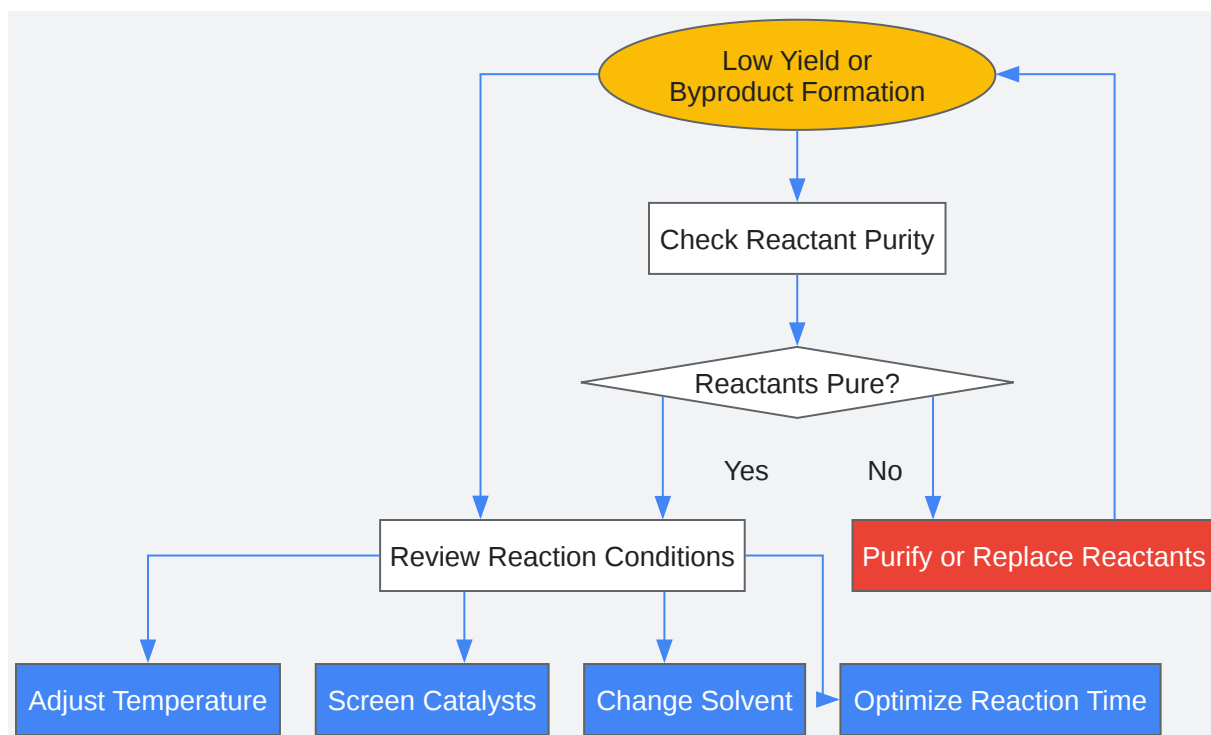 Low Yield or
Byproduct Formation
Check Reactant Purity
Reactants Pure?
Yes
No
Review Reaction Conditions
Purify or Replace Reactants
Adjust Temperature
Screen Catalysts
Change Solvent
Optimize Reaction Time